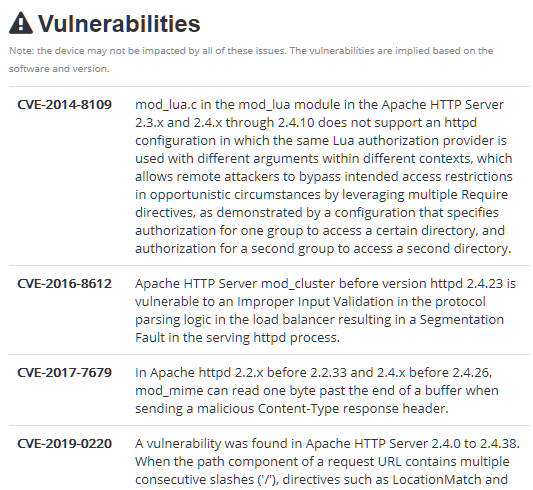 Vulnerabilities
Note: the device may not be impacted by all of these issues. The vulnerabilities are implied based on the
software and version.
CVE-2014-8109
mod_lua.c in the mod_lua module in the Apache HTTP Server
2.3.x and 2.4.x through 2.4.10 does not support an httpd
configuration in which the same Lua authorization provider is
used with different arguments within different contexts, which
allows remote attackers to bypass intended access restrictions
in opportunistic circumstances by leveraging multiple Require
directives, as demonstrated by a configuration that specifies
authorization for one group to access a certain directory, and
authorization for a second group to access a second directory.
CVE-2016-8612
Apache HTTP Server mod_cluster before version httpd 2.4.23 is
vulnerable to an Improper Input Validation in the protocol
parsing logic in the load balancer resulting in a Segmentation
Fault in the serving httpd process.
CVE-2017-7679
In Apache httpd 2.2.x before 2.2.33 and 2.4.x before 2.4.26,
mod_mime can read one byte past the end of a buffer when
sending a malicious Content-Type response header.
CVE-2019-0220
A vulnerability was found in Apache HTTP Server 2.4.0 to 2.4.38.
When the path component of a request URL contains multiple
consecutive slashes ('/'), directives such as LocationMatch and